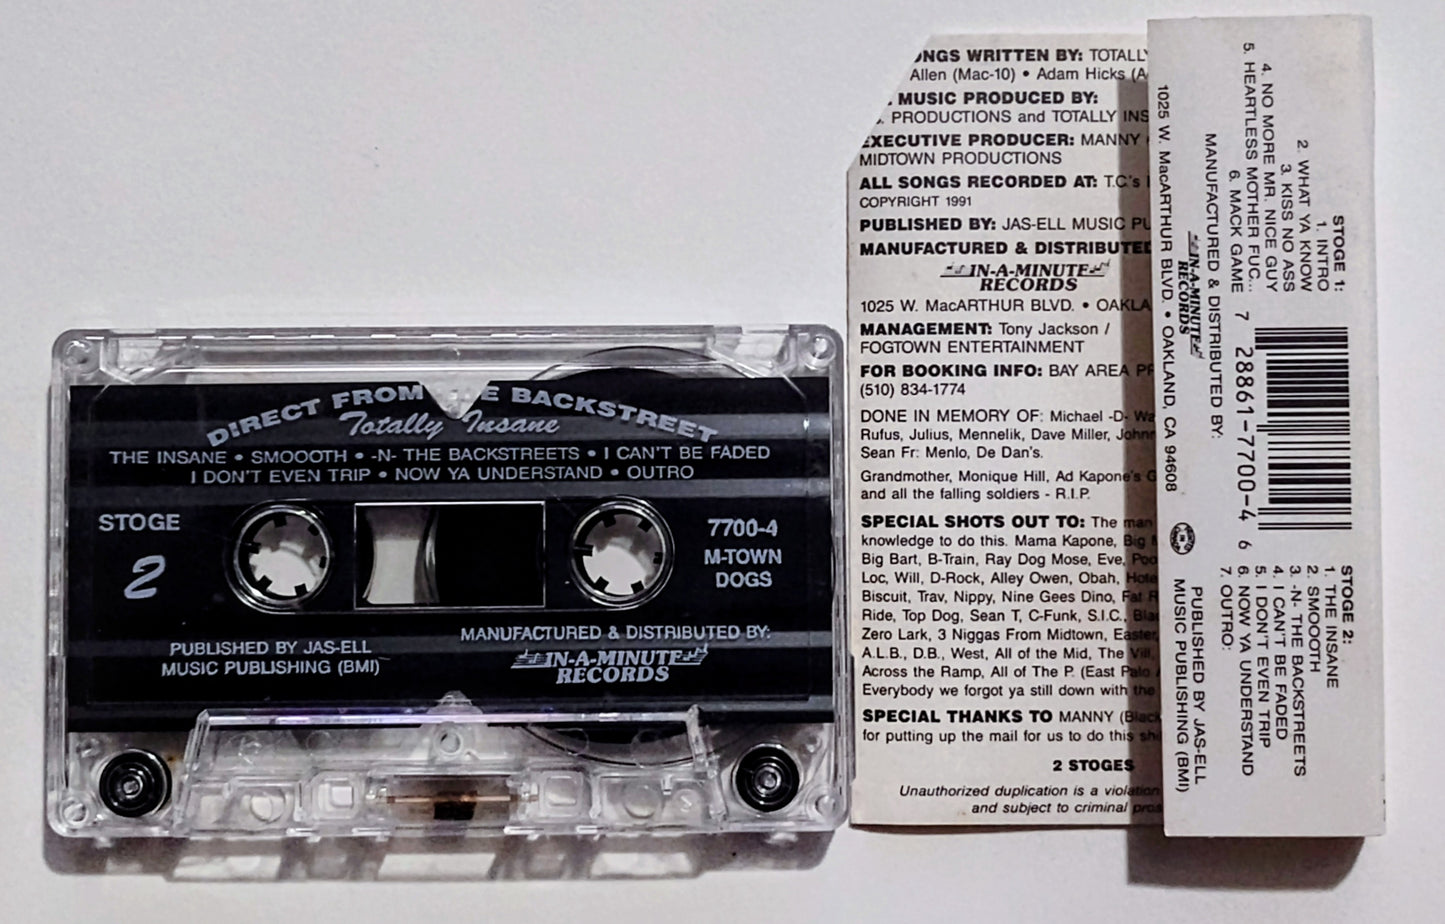 DIRECT FROM THE BACKSTREET
Totally Insane
THE INSANE • SMOOOTH • -N- THE BACKSTREETS • I CAN'T BE FADED
I DON'T EVEN TRIP • NOW YA UNDERSTAND • OUTRO
STOGE
2
7700-4
M-TOWN
DOGS
PUBLISHED BY JAS-ELL
MUSIC PUBLISHING (BMI)
MANUFACTURED & DISTRIBUTED BY:
IN-A-MINUTE
RECORDS
NGS WRITTEN BY: TOTALLY
Allen (Mac-10) • Adam Hicks (A
MUSIC PRODUCED BY:
PRODUCTIONS and TOTALLY INS
EXECUTIVE PRODUCER: MANNY
MIDTOWN PRODUCTIONS
ALL SONGS RECORDED AT: T.C.'s
COPYRIGHT 1991
PUBLISHED BY: JAS-ELL MUSIC PU
MANUFACTURED & DISTRIBUTED
IN-A-MINUTE
RECORDS
1025 W. MacARTHUR BLVD. • OAKLA
MANAGEMENT: Tony Jackson /
FOGTOWN ENTERTAINMENT
FOR BOOKING INFO: BAY AREA PR
(510) 834-1774
DONE IN MEMORY OF: Michael -D- Wa
Rufus, Julius, Mennelik, Dave Miller, John
Sean Fr: Menlo, De Dan's.
Grandmother, Monique Hill, Ad Kapone's G
and all the falling soldiers - R.I.P.
SPECIAL SHOTS OUT TO: The man
knowledge to do this. Mama Kapone, Big
Big Bart, B-Train, Ray Dog Mose, Eve, Poo
Loc, Will, D-Rock, Alley Owen, Obah, Hote
Biscuit, Trav, Nippy, Nine Gees Dino, Fat R
Ride, Top Dog, Sean T, C-Funk, S.I.C., Bla
Zero Lark, 3 Niggas From Midtown, Easter,
A.L.B., D.B., West, All of the Mid, The Vill,
Across the Ramp, All of The P. (East Palo
Everybody we forgot ya still down with the
SPECIAL THANKS TO MANNY (Black
for putting up the mail for us to do this sh
2 STOGES
Unauthorized duplication is a violation
and subject to criminal pros
STOGE 1:
1. INTRO
2. WHAT YA KNOW
3. KISS NO ASS
4. NO MORE MR. NICE GUY
5. HEARTLESS MOTHER FUC...
6. MACK GAME
MANUFACTURED & DISTRIBUTED BY:
IN-A-MINUTE
RECORDS
1025 W. MacARTHUR BLVD. • OAKLAND, CA 94608
7 28861-7700-4 6
STOGE 2:
1. THE INSANE
2. SMOOOTH
3. -N- THE BACKSTREETS
4. I CAN'T BE FADED
5. I DON'T EVEN TRIP
6. NOW YA UNDERSTAND
7. OUTRO:
PUBLISHED BY JAS-ELL
MUSIC PUBLISHING (BMI)